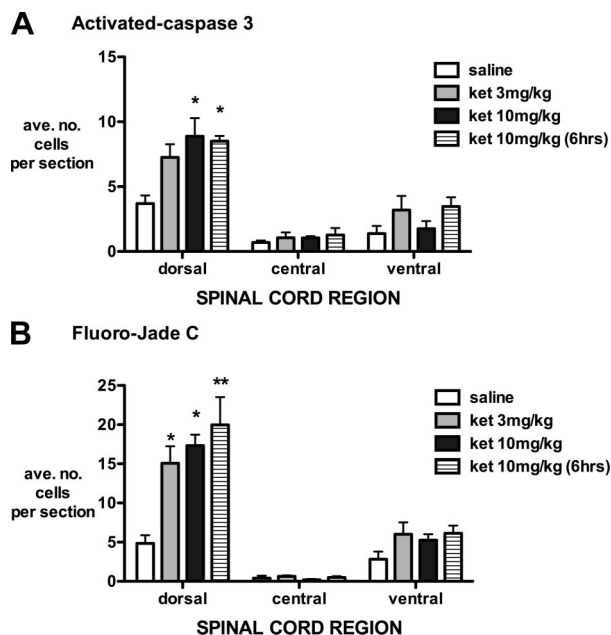 A Activated-caspase 3
15
10
5
0
ave. no.
cells
per section
* *
saline
ket 3mg/kg
ket 10mg/kg
ket 10mg/kg (6hrs)
dorsal central ventral
SPINAL CORD REGION
B Fluoro-Jade C
25
20
15
10
5
0
ave. no.
cells
per section
* * **
saline
ket 3mg/kg
ket 10mg/kg
ket 10mg/kg (6hrs)
dorsal central ventral
SPINAL CORD REGION